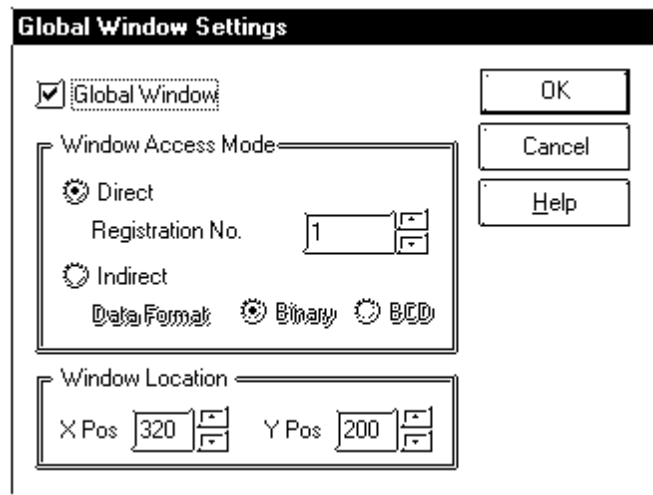 Global Window Settings
Global Window
OK
Window Access Mode
Cancel
Direct
Help
Registration No. 1
Indirect
Data Format Binary BCD
Window Location
X Pos 320 Y Pos 200